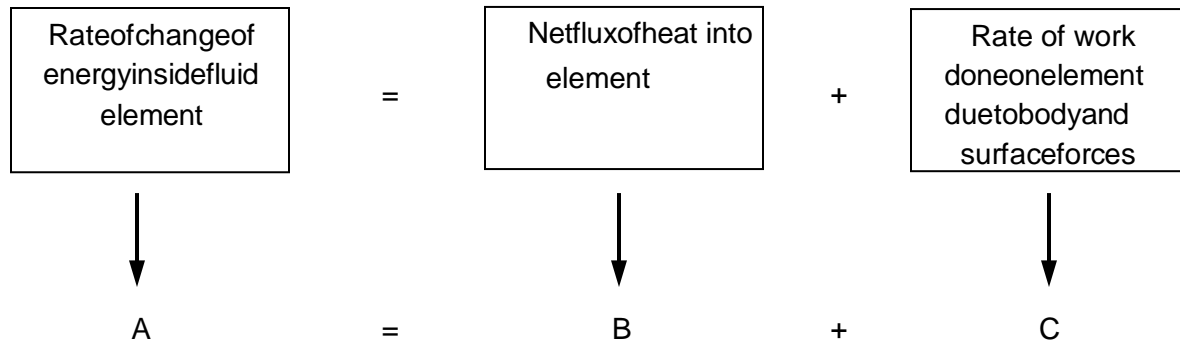 Rateofchangeof
energyinsidefluid
element
=
Netfluxofheat into
element
+
Rate of work
doneonelement
duetobodyand
surfaceforces
A = B + C